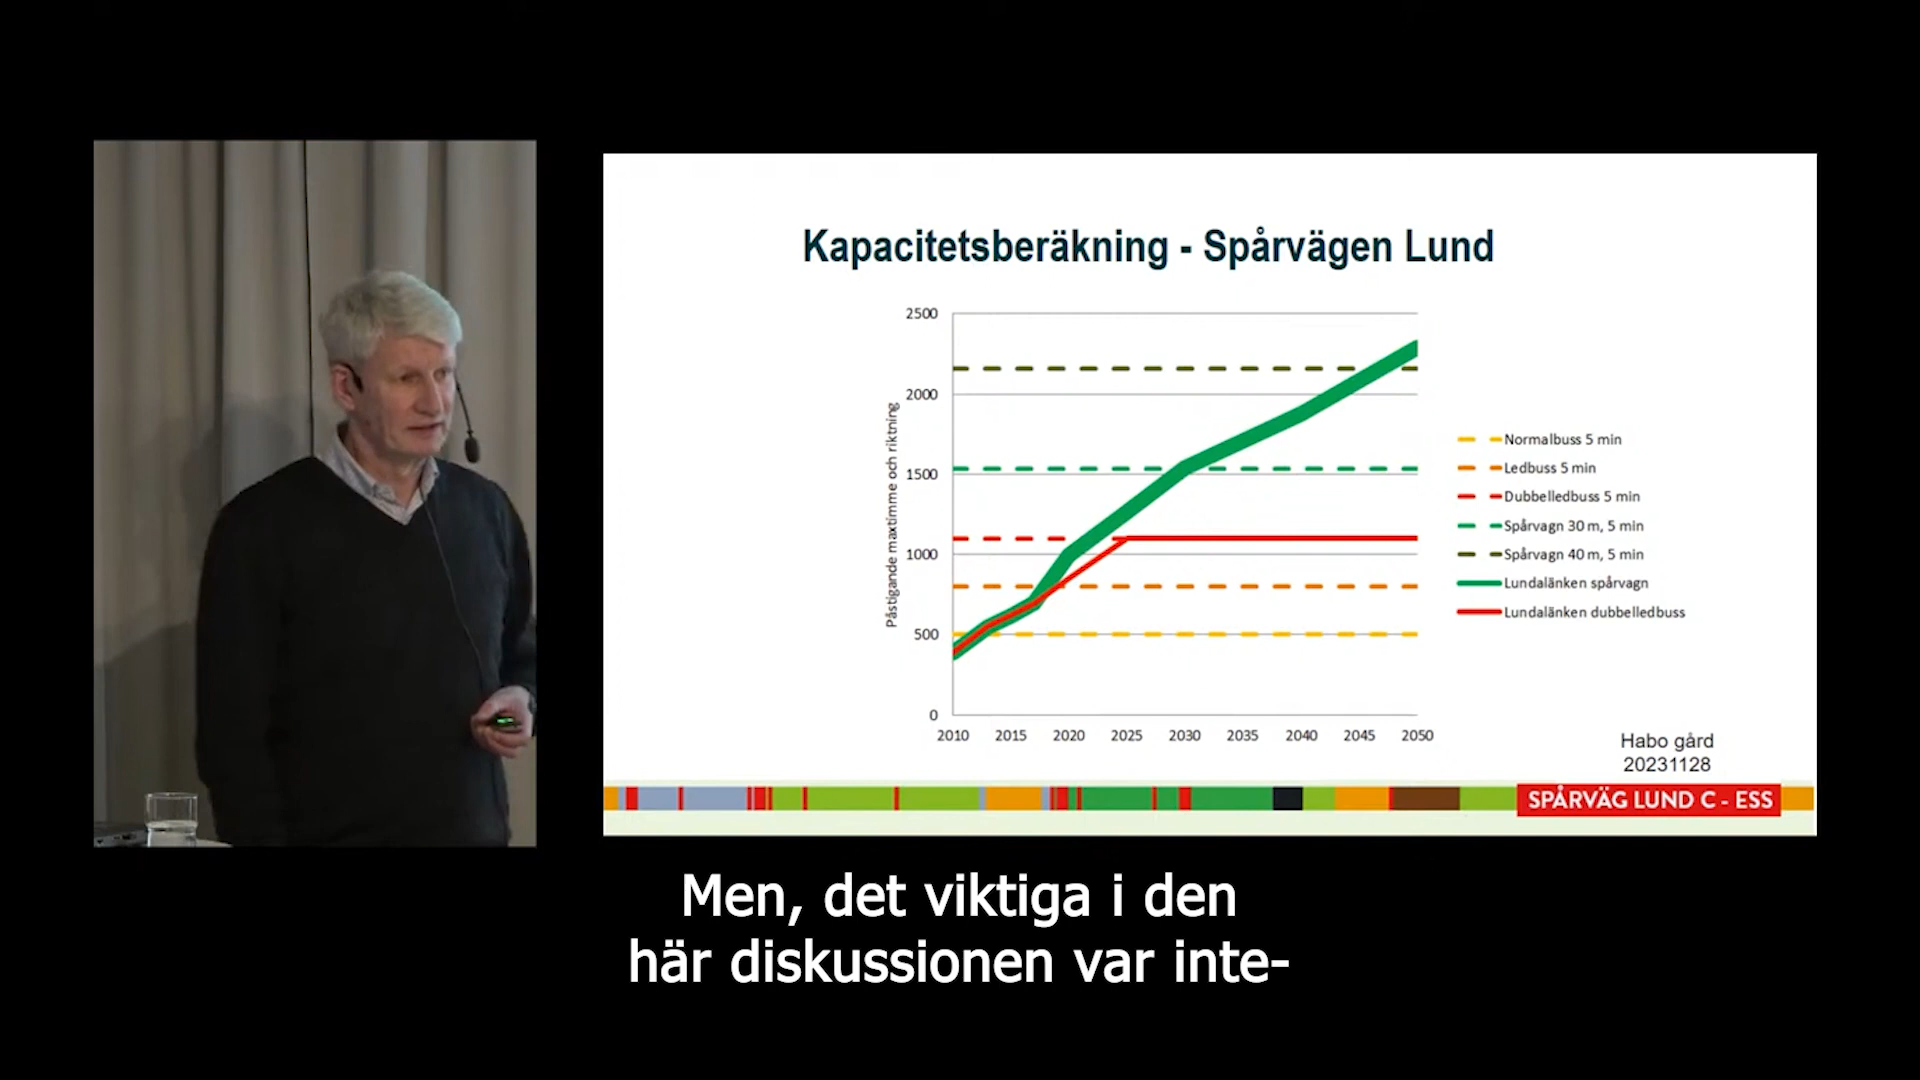 Kapacitetsberäkning - Spårvägen Lund
Påstigande maxtimme och riktning
2500
2000
1500
1000
500
0
2010 2015 2020 2025 2030 2035 2040 2045 2050
Normalbuss 5 min
Ledbuss 5 min
Dubbelledbuss 5 min
Spårvagn 30 m, 5 min
Spårvagn 40 m, 5 min
Lundalänken spårvagn
Lundalänken dubbelledbuss
Habo gård
20231128
SPÅRVÄG LUND C - ESS
Men, det viktiga i den
här diskussionen var inte-